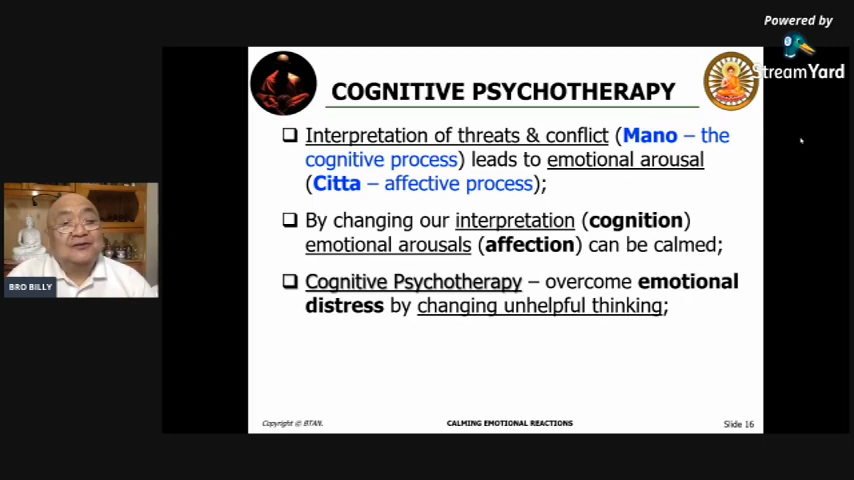 Powered by
StreamYard
COGNITIVE PSYCHOTHERAPY
Interpretation of threats & conflict (Mano – the
cognitive process) leads to emotional arousal
(Citta – affective process);
By changing our interpretation (cognition)
emotional arousals (affection) can be calmed;
Cognitive Psychotherapy – overcome emotional
distress by changing unhelpful thinking;
BRO BILLY
Copyright © BTAN.
CALMING EMOTIONAL REACTIONS
Slide 16